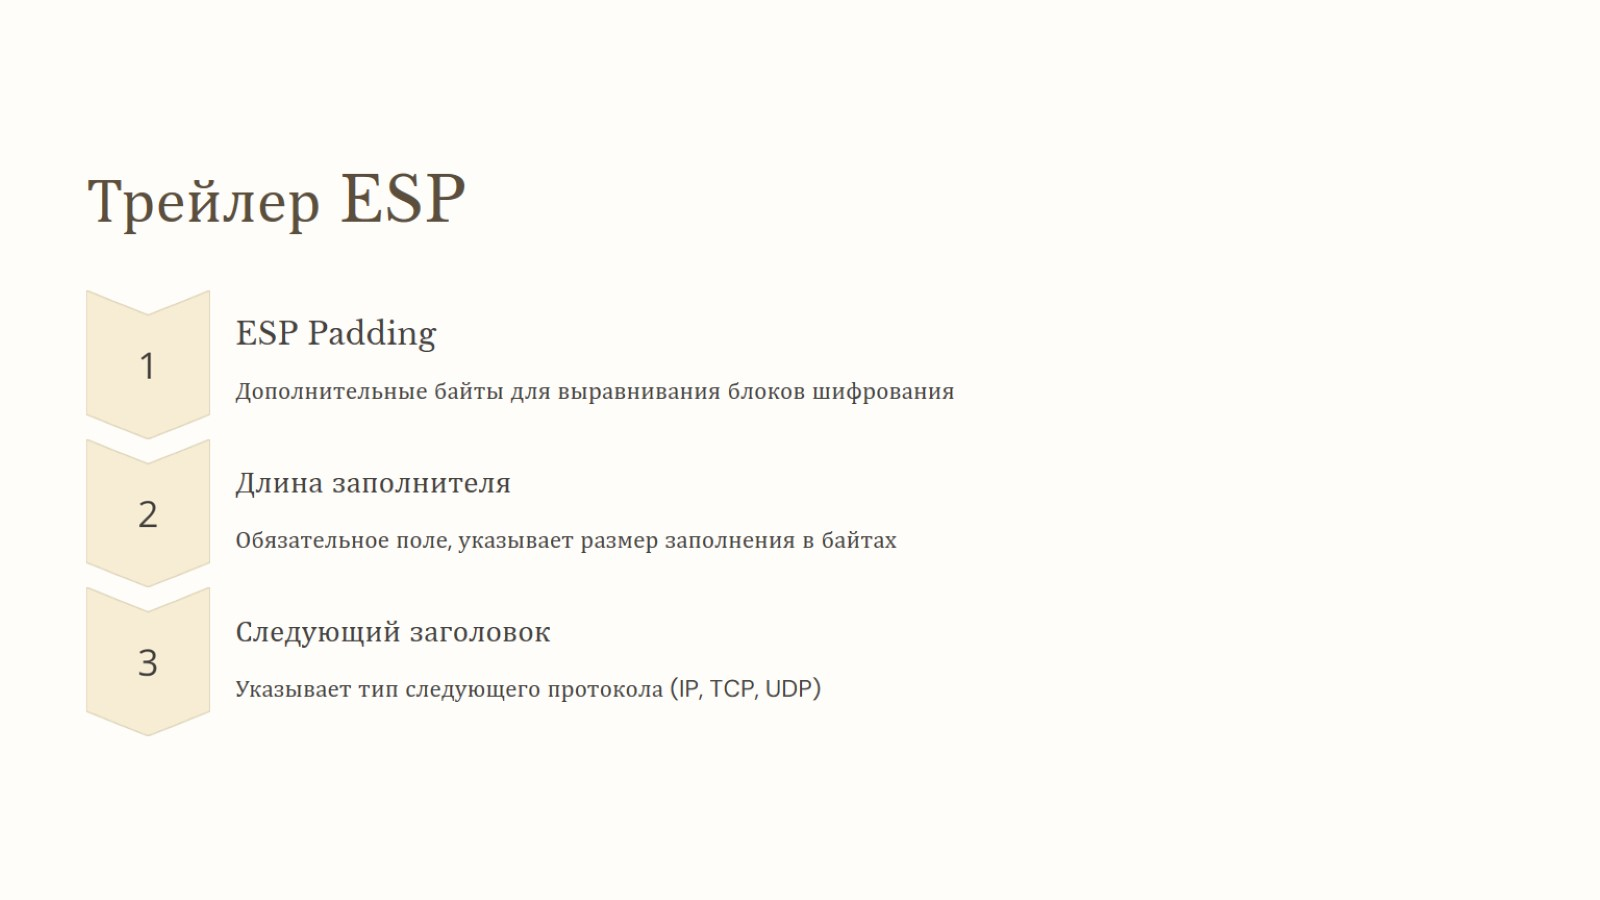 Трейлер ESP
1
ESP Padding
Дополнительные байты для выравнивания блоков шифрования
2
Длина заполнителя
Обязательное поле, указывает размер заполнения в байтах
3
Следующий заголовок
Указывает тип следующего протокола (IP, TCP, UDP)